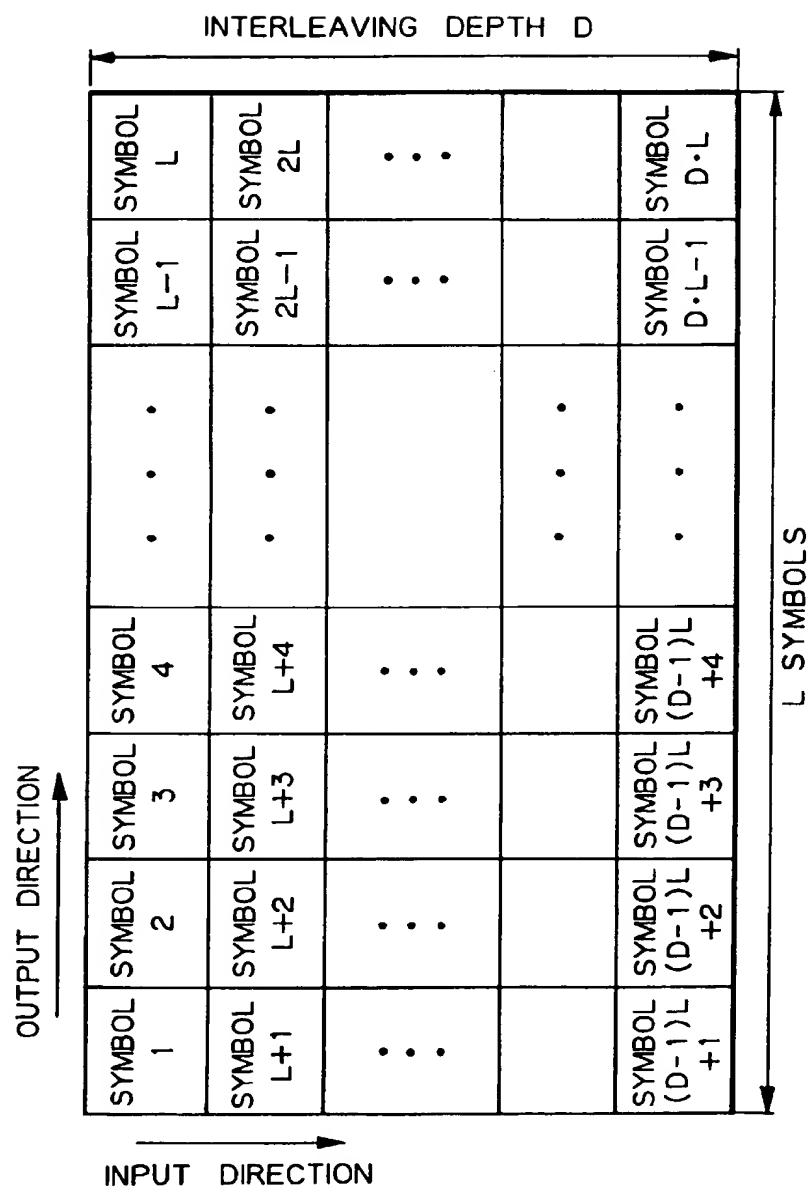 INTERLEAVING DEPTH D
SYMBOL
L
SYMBOL
2L
• • •
SYMBOL
D•L
SYMBOL
L-1
SYMBOL
2L-1
• • •
SYMBOL
D•L-1
• • •
• • •
• • •
• • •
SYMBOL
4
SYMBOL
L+4
• • •
SYMBOL
(D-1)L
+4
SYMBOL
3
SYMBOL
L+3
• • •
SYMBOL
(D-1)L
+3
SYMBOL
2
SYMBOL
L+2
• • •
SYMBOL
(D-1)L
+2
SYMBOL
1
SYMBOL
L+1
• • •
SYMBOL
(D-1)L
+1
L SYMBOLS
OUTPUT DIRECTION
INPUT DIRECTION